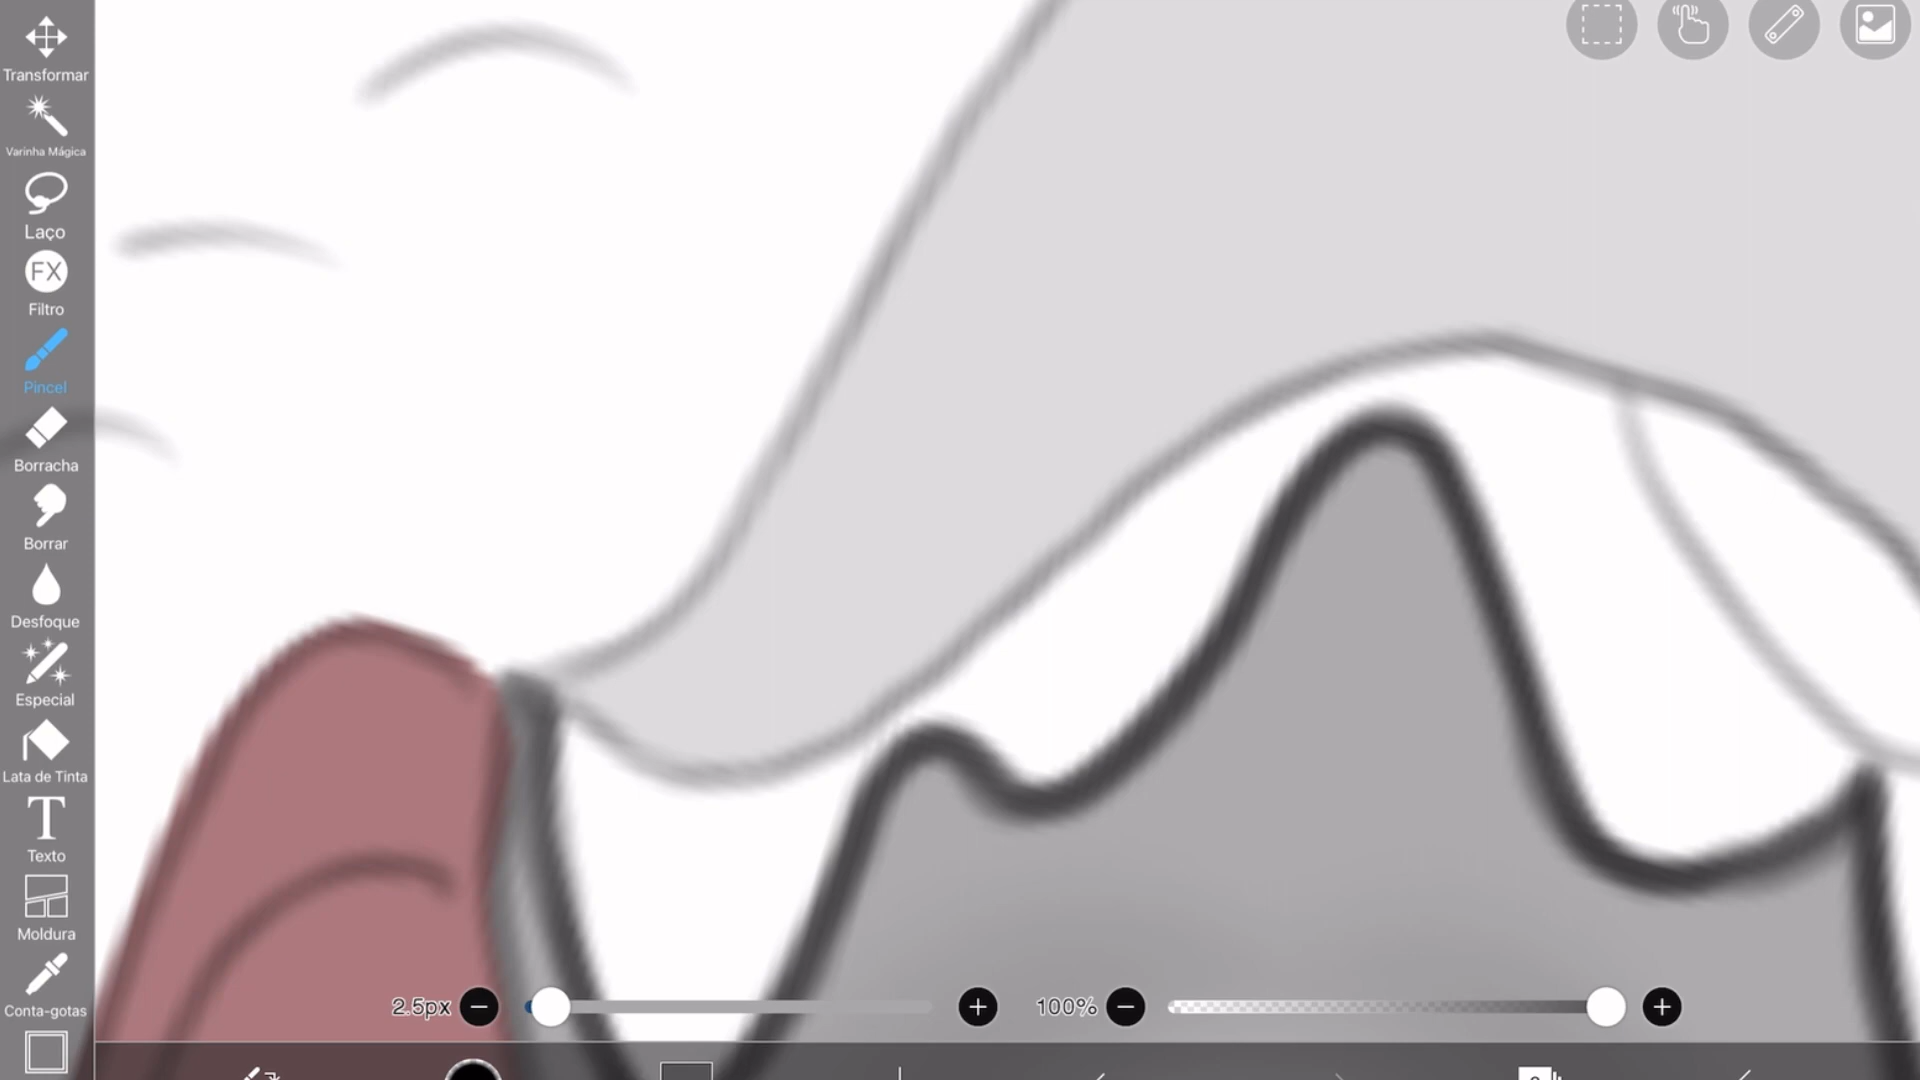 Transformar
Varinha Mágica
Laço
FX
Filtro
Pincel
Borracha
Borrar
Desfoque
Especial
Lata de Tinta
T
Texto
Moldura
Conta-gotas
2.5px
100%